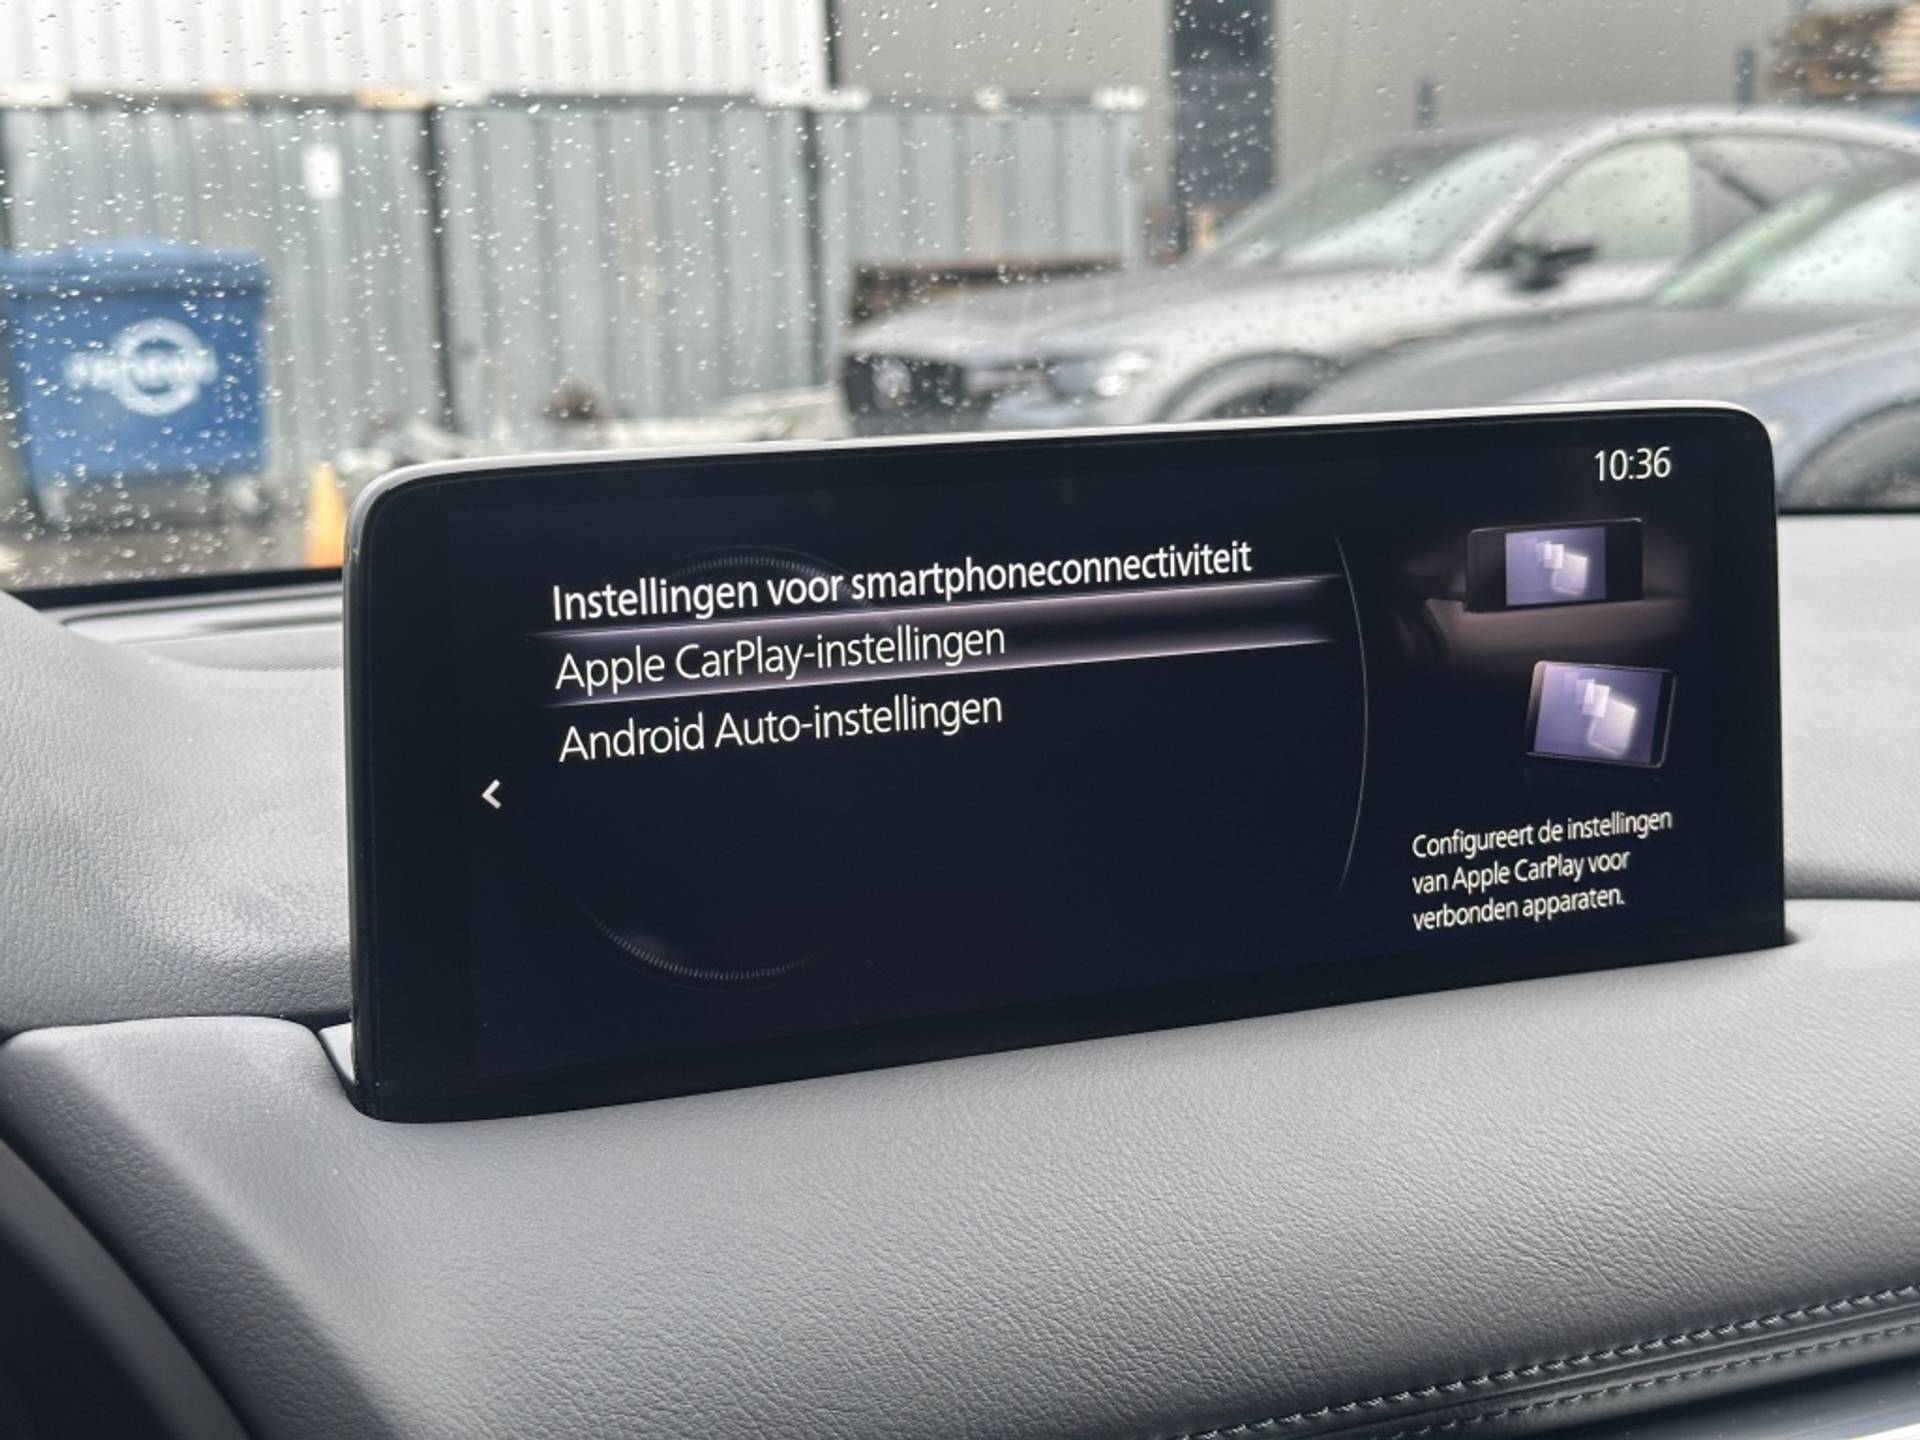 10:36
Instellingen voor smartphoneconnectiviteit
Apple CarPlay-instellingen
Android Auto-instellingen
Configureert de instellingen
van Apple CarPlay voor
verbonden apparaten.